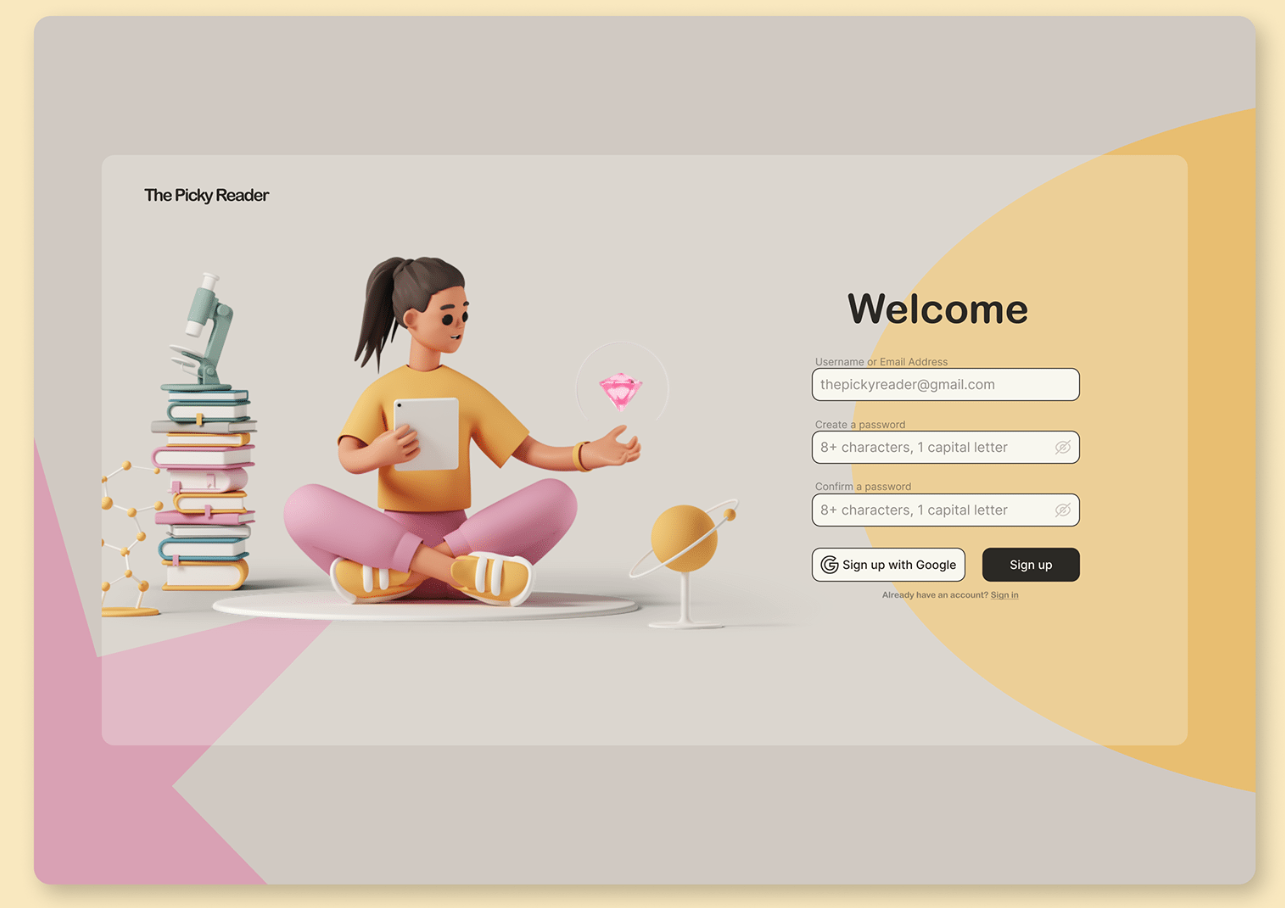 The Picky Reader
Welcome
Username or Email Address
thepickyreader@gmail.com
Create a password
8+ characters, 1 capital letter
Confirm a password
8+ characters, 1 capital letter
Sign up with Google
Sign up
Already have an account? Sign in